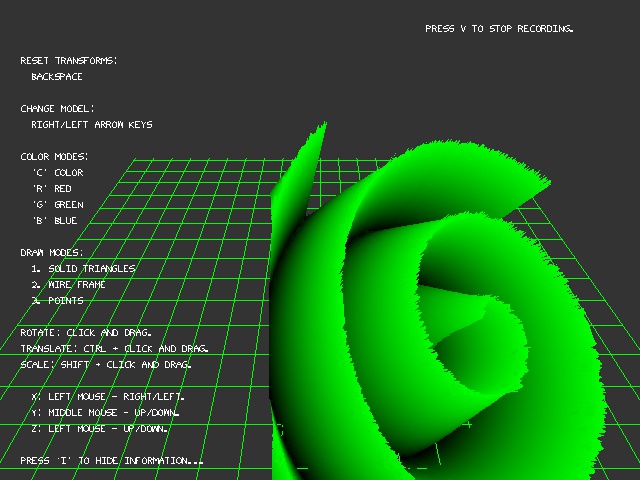 PRESS V TO STOP RECORDING.
RESET TRANSFORMS:
BACKSPACE
CHANGE MODEL:
RIGHT/LEFT ARROW KEYS
COLOR MODES:
'C' COLOR
'R' RED
'G' GREEN
'B' BLUE
DRAW MODES:
1. SOLID TRIANGLES
2. WIRE FRAME
3. POINTS
ROTATE: CLICK AND DRAG.
TRANSLATE: CTRL + CLICK AND DRAG.
SCALE: SHIFT + CLICK AND DRAG.
X: LEFT MOUSE - RIGHT/LEFT.
Y: MIDDLE MOUSE - UP/DOWN.
Z: LEFT MOUSE - UP/DOWN.
PRESS 'I' TO HIDE INFORMATION...